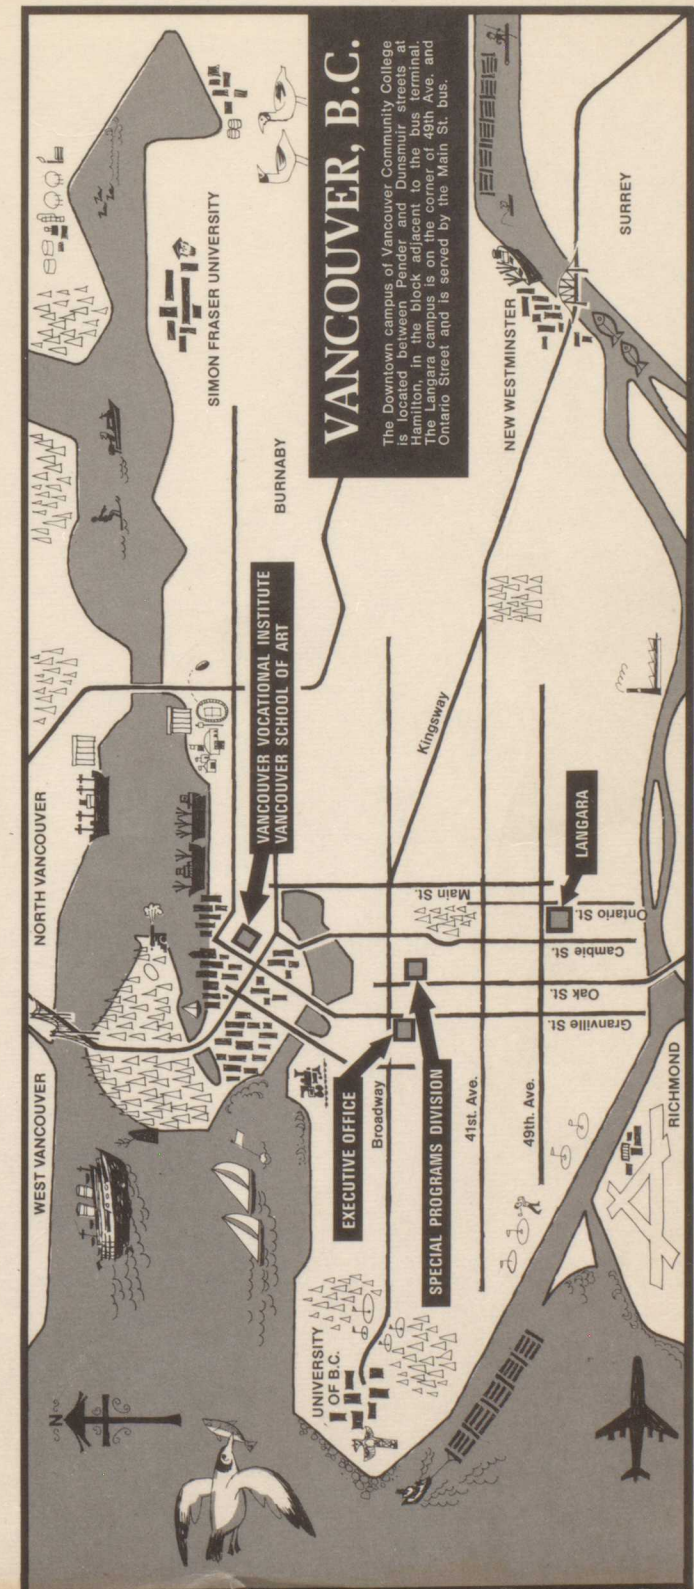 VANCOUVER, B.C.
The Downtown campus of Vancouver Community College
is located between Pender and Dunsmuir streets at
Hamilton, in the block adjacent to the bus terminal.
The Langara campus is on the corner of 49th Ave. and
Ontario Street and is served by the Main St. bus.
N
WEST VANCOUVER
NORTH VANCOUVER
SIMON FRASER UNIVERSITY
BURNABY
VANCOUVER VOCATIONAL INSTITUTE
VANCOUVER SCHOOL OF ART
UNIVERSITY
OF B.C.
EXECUTIVE OFFICE
Broadway
SPECIAL PROGRAMS DIVISION
41st. Ave.
49th. Ave.
Kingsway
Main St.
Ontario St.
Cambie St.
Oak St.
Granville St.
LANGARA
NEW WESTMINSTER
SURREY
RICHMOND